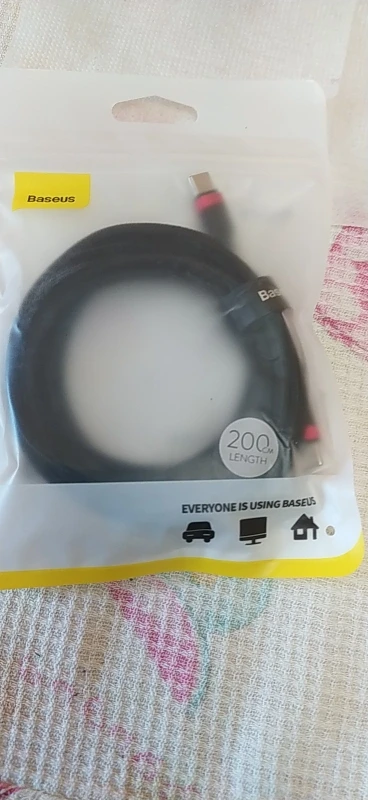 Baseus
Bas
200CM
LENGTH
EVERYONE IS USING BASEUS